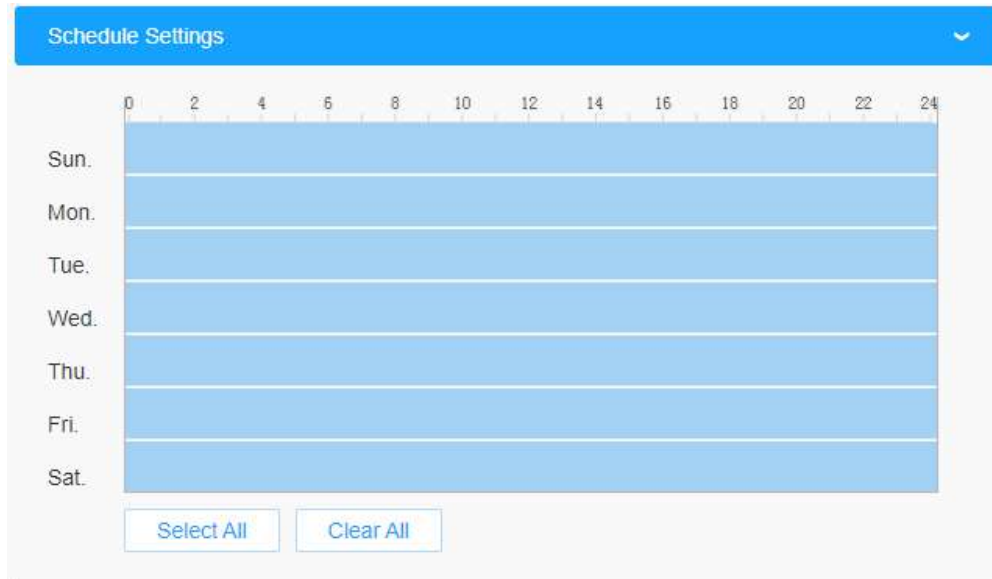 Schedule Settings
0 2 4 6 8 10 12 14 16 18 20 22 24
Sun.
Mon.
Tue.
Wed.
Thu.
Fri.
Sat.
Select All Clear All